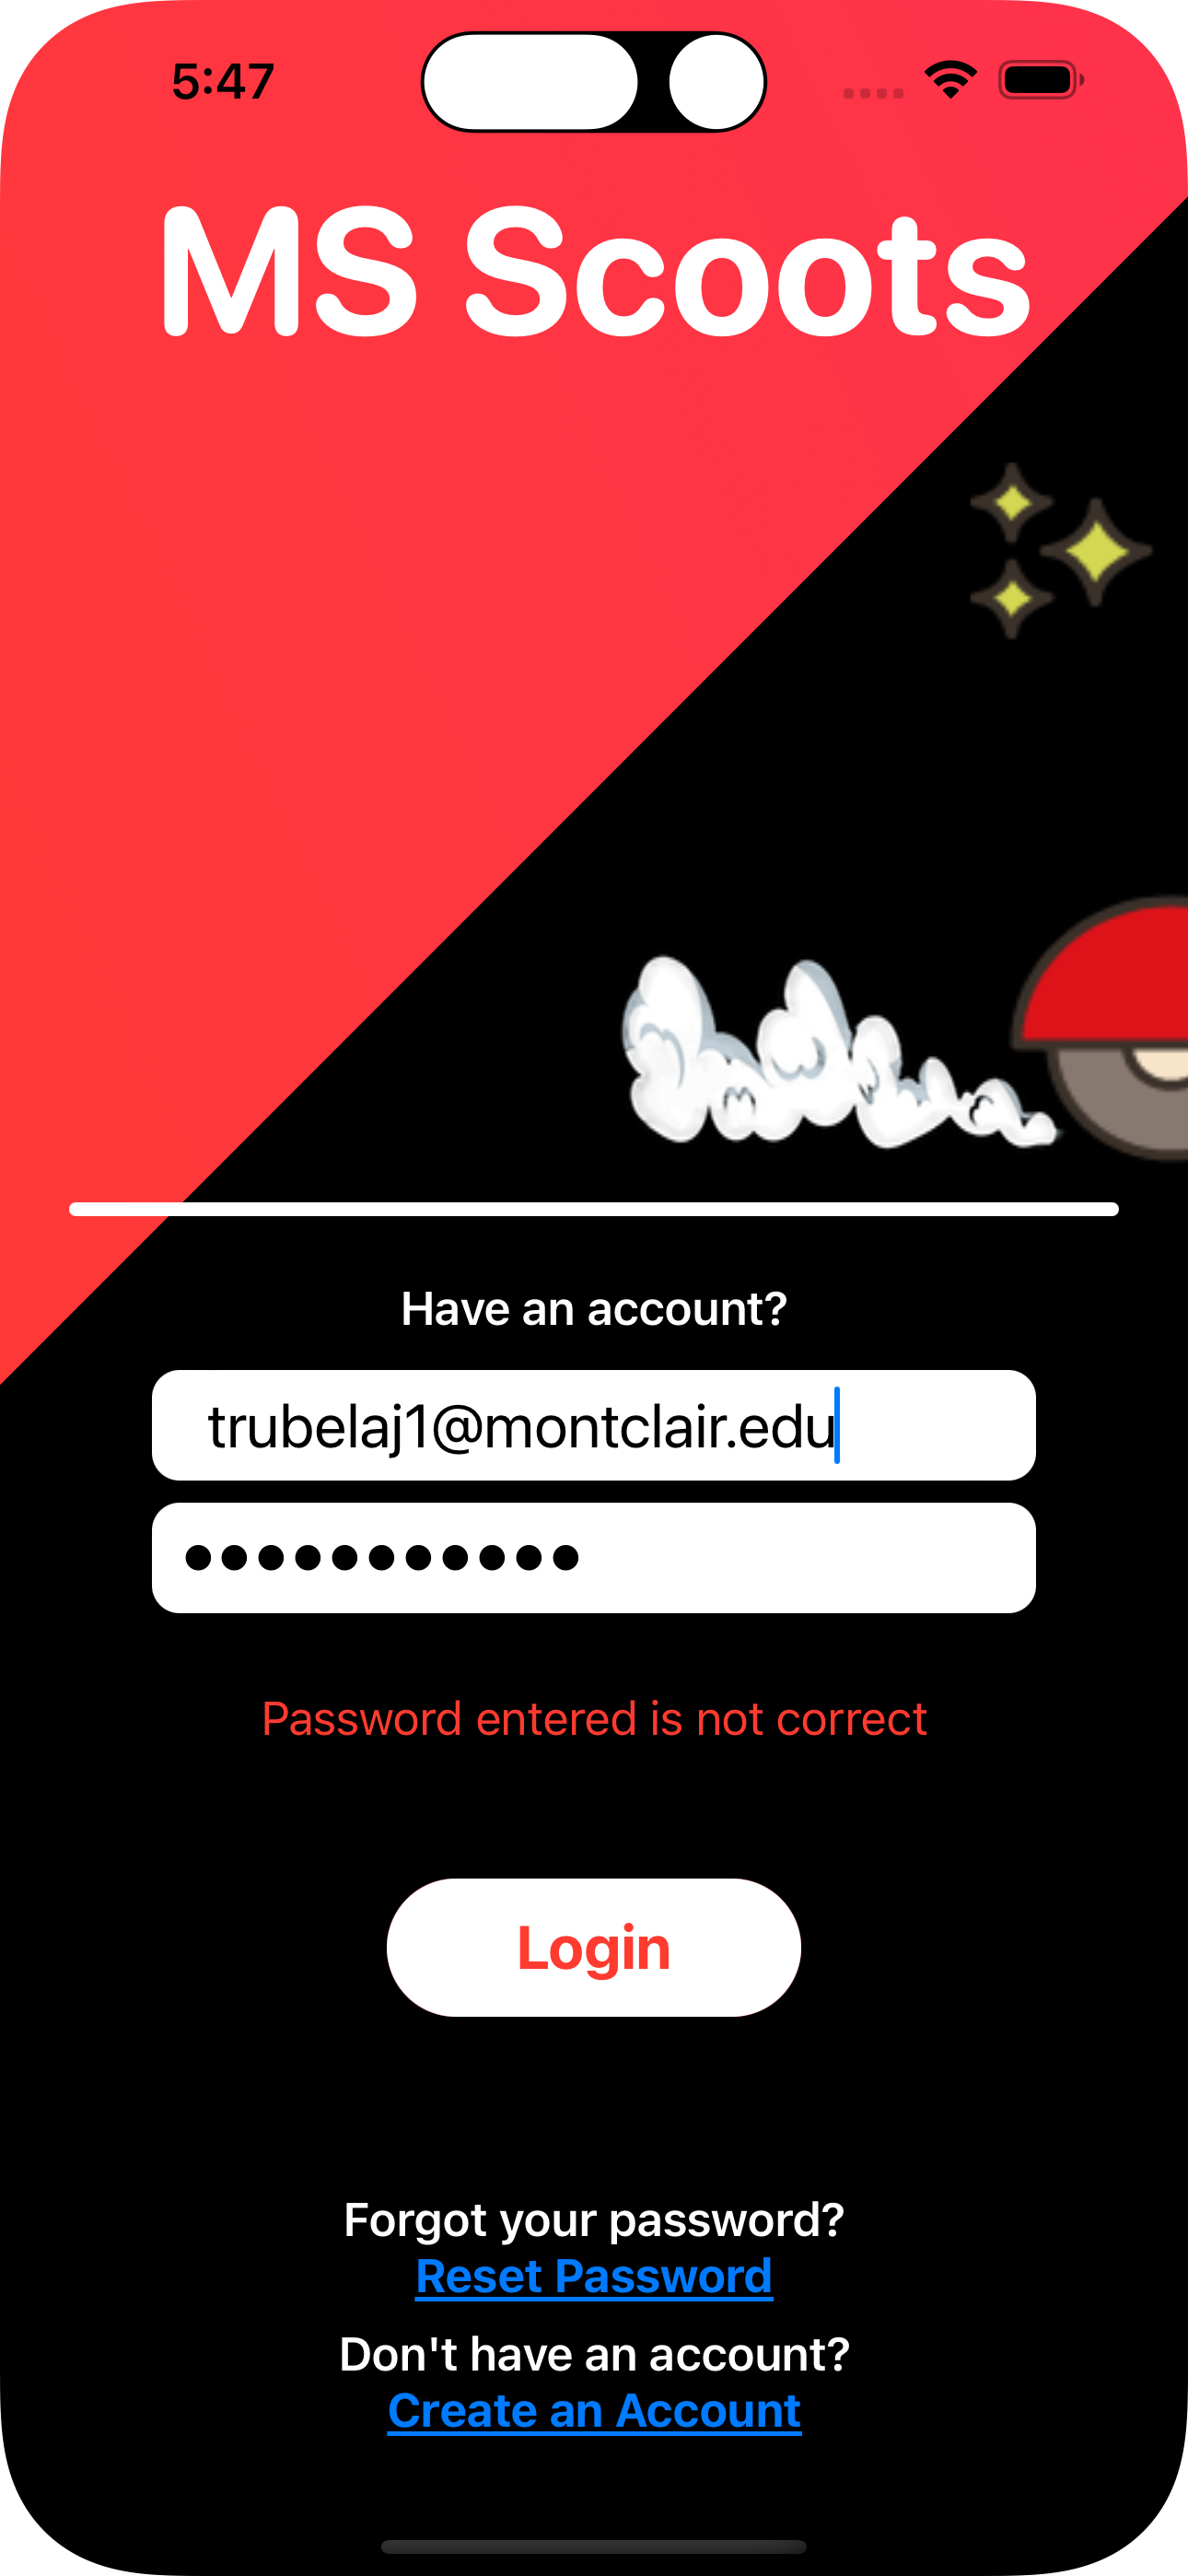 5:47
MS Scoots
Have an account?
trubelaj1@montclair.edu
●●●●●●●●●●●
Password entered is not correct
Login
Forgot your password?
Reset Password
Don't have an account?
Create an Account